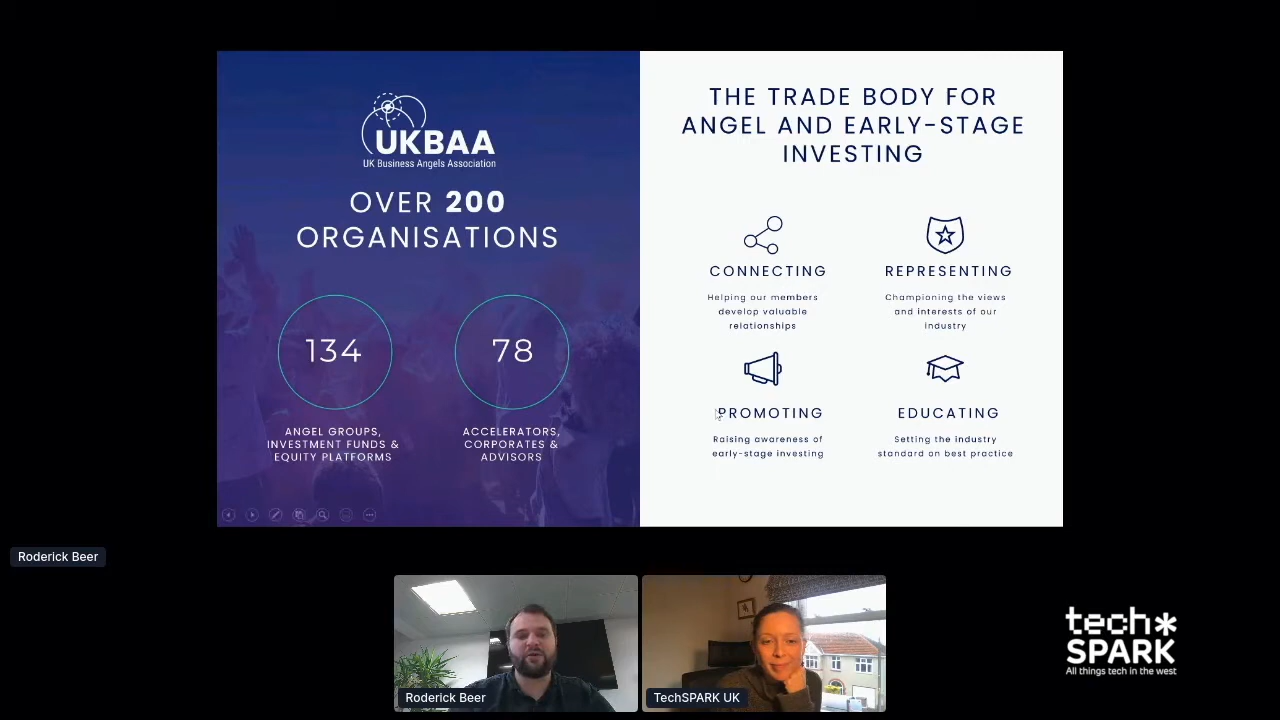 UKBAA
UK Business Angels Association
OVER 200
ORGANISATIONS
134
ANGEL GROUPS,
INVESTMENT FUNDS &
EQUITY PLATFORMS
78
ACCELERATORS,
CORPORATES &
ADVISORS
THE TRADE BODY FOR
ANGEL AND EARLY-STAGE
INVESTING
CONNECTING
Helping our members
develop valuable
relationships
REPRESENTING
Championing the views
and interests of our
industry
PROMOTING
Raising awareness of
early-stage investing
EDUCATING
Setting the industry
standard on best practice
Roderick Beer
Roderick Beer
TechSPARK UK
tech*
SPARK
All things tech in the west